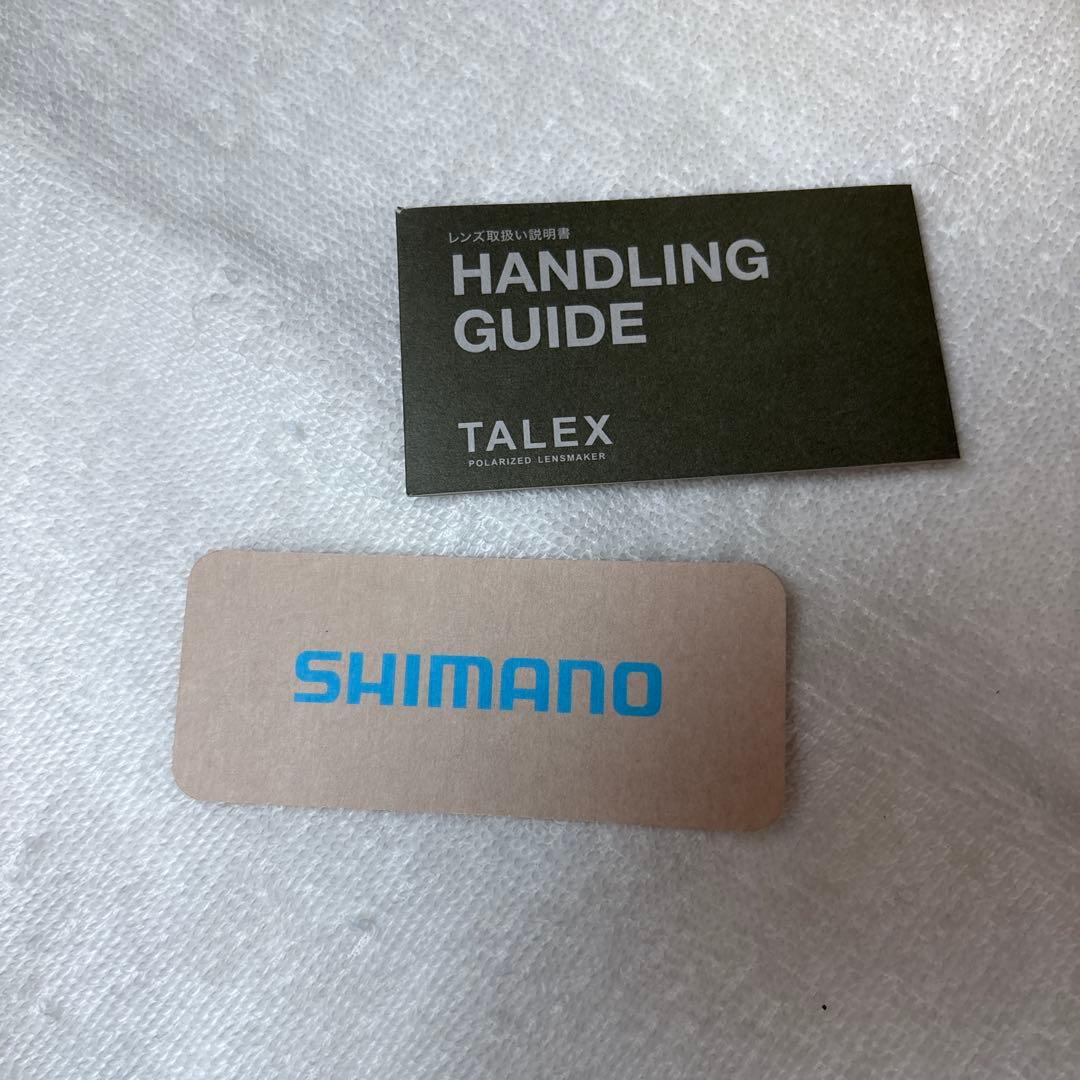 レンズ取扱い説明書
HANDLING
GUIDE
TALEX
POLARIZED LENSMAKER
SHIMANO